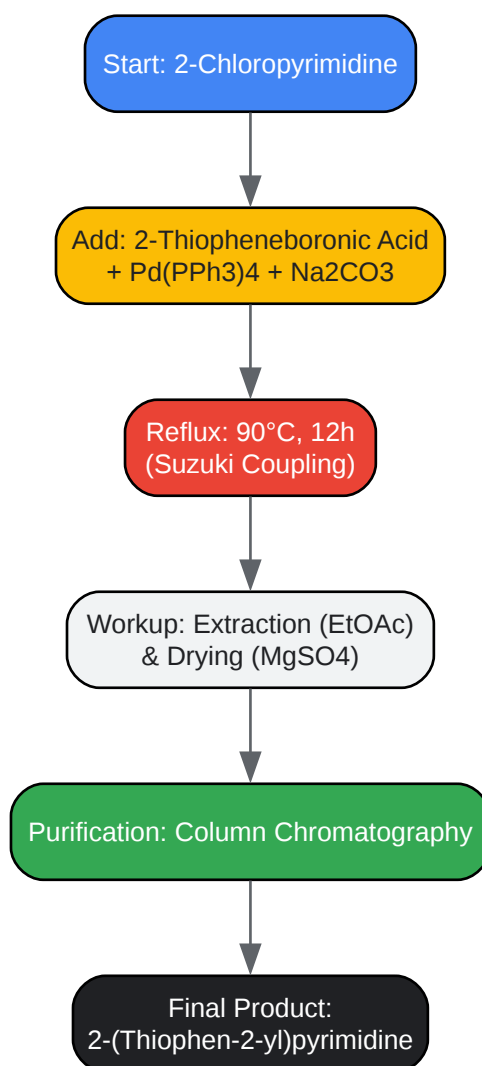 Start: 2-Chloropyrimidine
Add: 2-Thiopheneboronic Acid
+ Pd(PPh3)4 + Na2CO3
Reflux: 90°C, 12h
(Suzuki Coupling)
Workup: Extraction (EtOAc)
& Drying (MgSO4)
Purification: Column Chromatography
Final Product:
2-(Thiophen-2-yl)pyrimidine